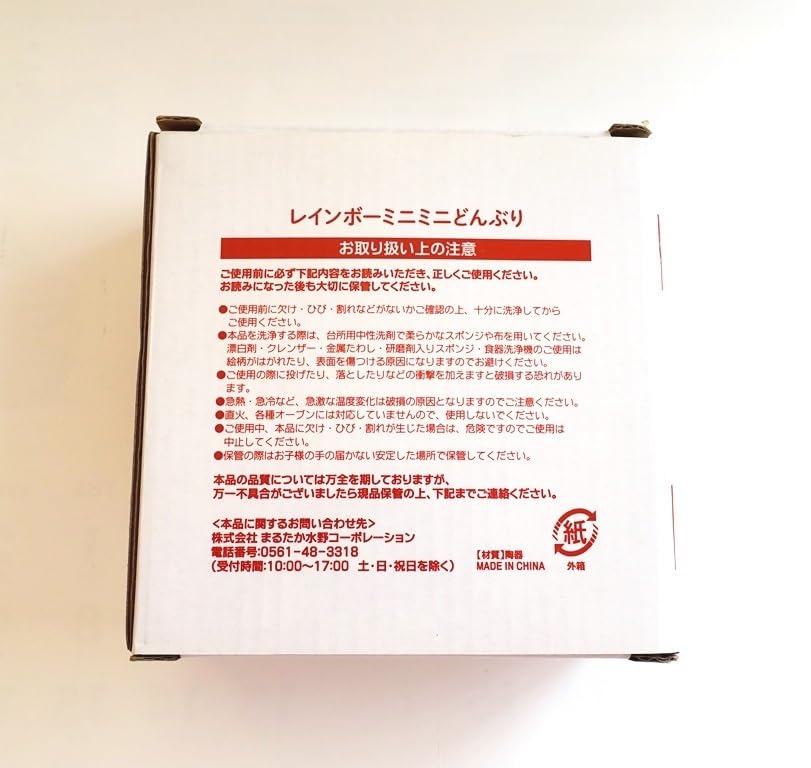 レインボーミニミニどんぶり
お取り扱い上の注意
ご使用前に必ず下記内容をお読みいただき、正しくご使用ください。
お読みになった後も大切に保管してください。
●ご使用前に欠け・ひび・割れなどがないかご確認の上、十分に洗浄してから
ご使用ください。
●本品を洗浄する際は、台所用中性洗剤で柔らかなスポンジや布を用いてください。
漂白剤・クレンザー・金属たわし・研磨剤入りスポンジ・食器洗浄機のご使用は
絵柄がはがれたり、表面を傷つける原因になりますのでお避けください。
●ご使用の際に投げたり、落としたりなどの衝撃を加えますと破損する恐れがあり
ます。
●急熱・急冷など、急激な温度変化は破損の原因となりますのでご注意ください。
●直火、各種オーブンには対応していませんので、使用しないでください。
●ご使用中、本品に欠け・ひび・割れが生じた場合は、危険ですのでご使用は
中止してください。
●保管の際はお子様の手の届かない安定した場所で保管してください。
本品の品質については万全を期しておりますが、
万一不具合がございましたら現品保管の上、下記までご連絡ください。
<本品に関するお問い合わせ先>
株式会社 まるたか水野コーポレーション
電話番号:0561-48-3318
(受付時間:10:00〜17:00 土・日・祝日を除く)
【材質】陶器
MADE IN CHINA
紙
外箱